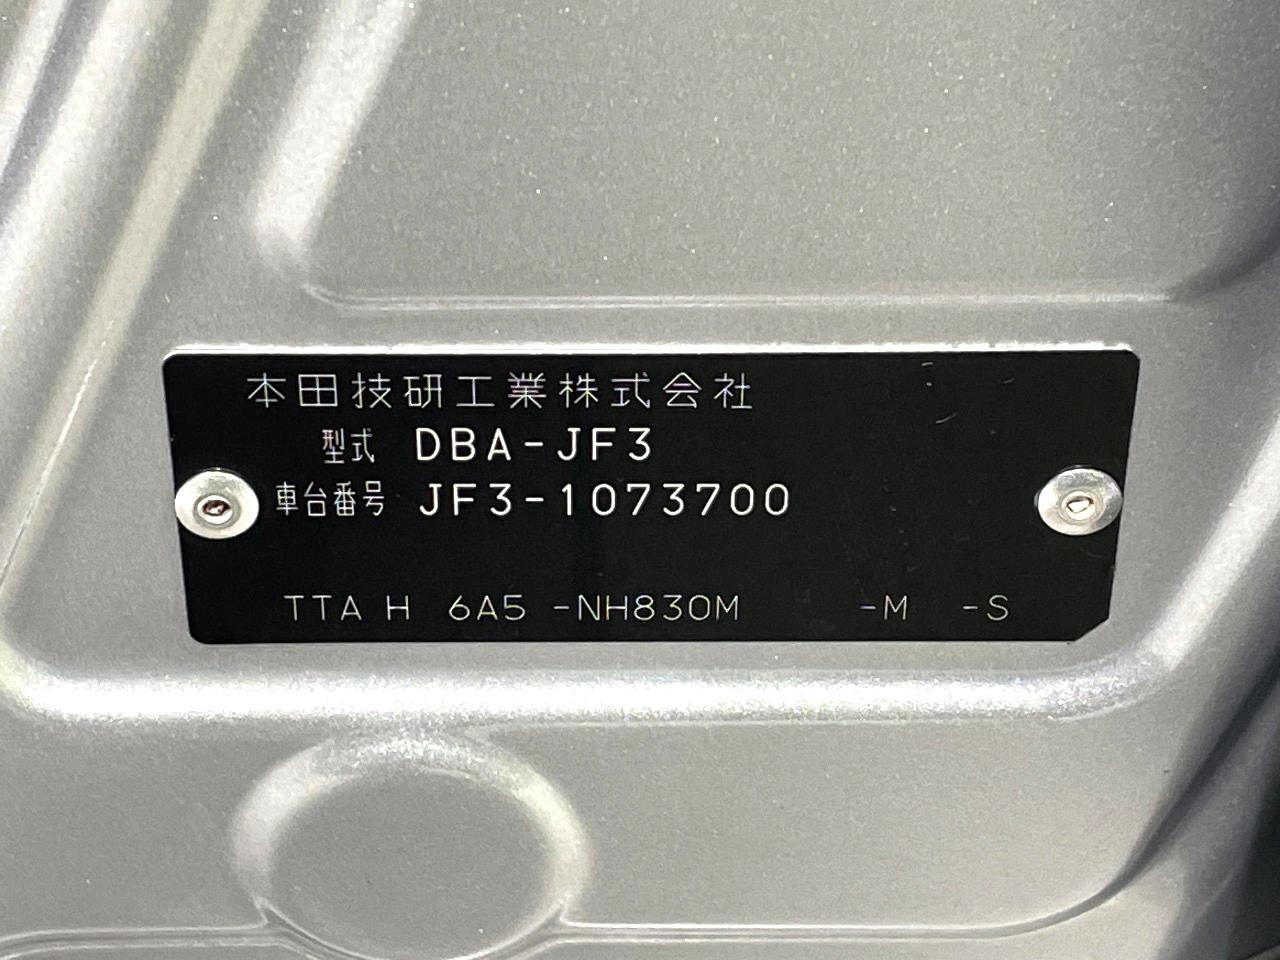 本田技研工業株式会社
型式 DBA-JF3
車台番号 JF3-1073700
TTA H 6A5 -NH830M -M -S